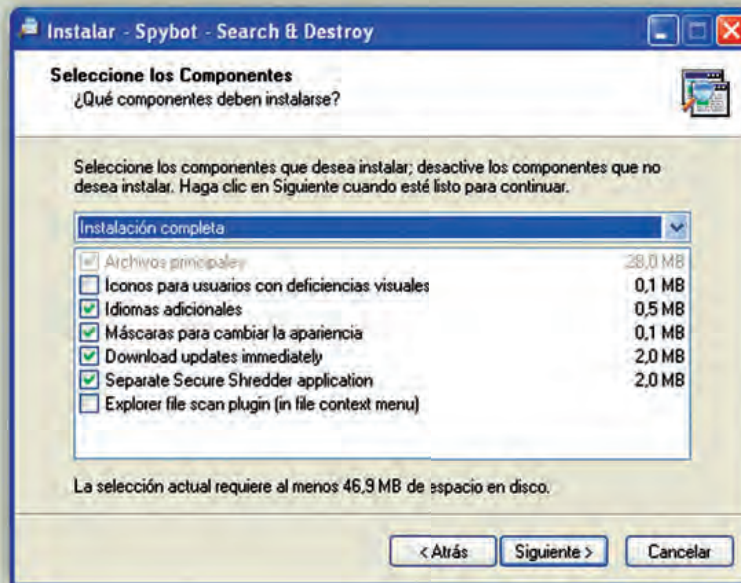 Instalar - Spybot - Search & Destroy
Seleccione los Componentes
¿Qué componentes deben instalarse?
Seleccione los componentes que desea instalar; desactive los componentes que no
desea instalar. Haga clic en Siguiente cuando esté listo para continuar.
Instalación completa
Archivos principales 28,0 MB
Iconos para usuarios con deficiencias visuales 0,1 MB
Idiomas adicionales 0,5 MB
Máscaras para cambiar la apariencia 0,1 MB
Download updates immediately 2,0 MB
Separate Secure Shredder application 2,0 MB
Explorer file scan plugin (in file context menu)
La selección actual requiere al menos 46,9 MB de espacio en disco.
< Atrás Siguiente > Cancelar